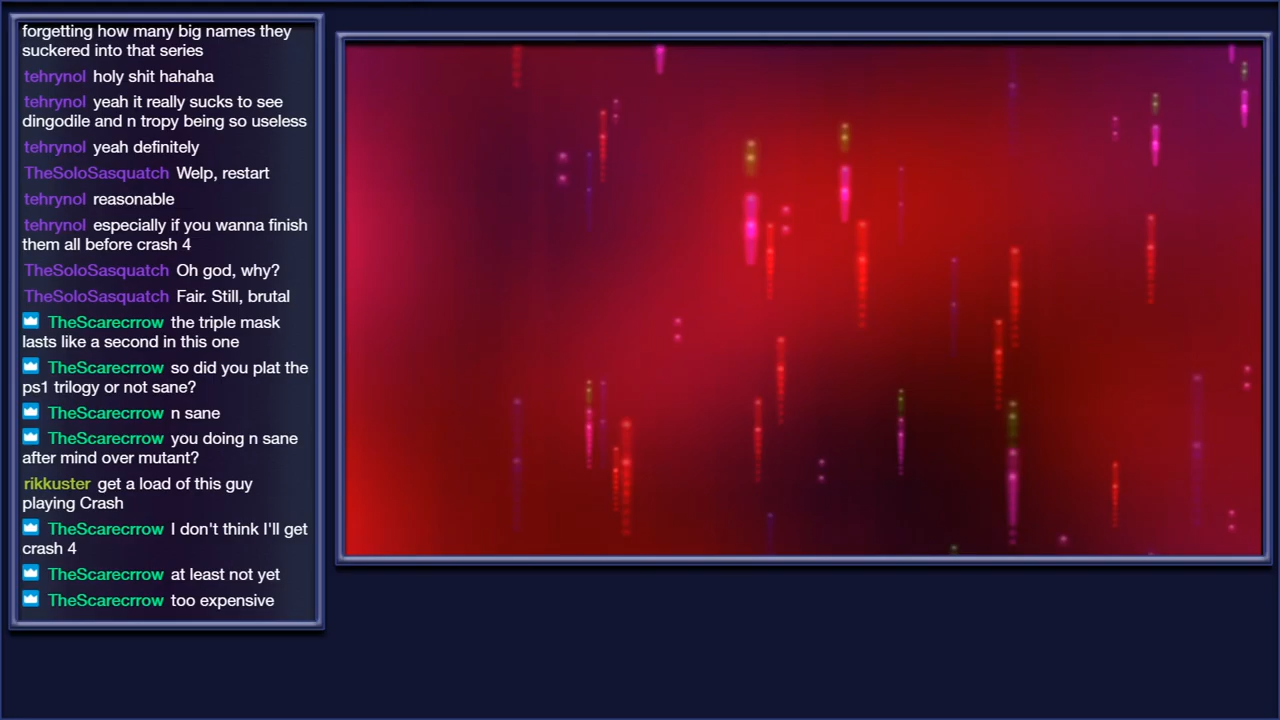 forgetting how many big names they
suckered into that series
tehrynol holy shit hahaha
tehrynol yeah it really sucks to see
dingodile and n tropy being so useless
tehrynol yeah definitely
TheSoloSasquatch Welp, restart
tehrynol reasonable
tehrynol especially if you wanna finish
them all before crash 4
TheSoloSasquatch Oh god, why?
TheSoloSasquatch Fair. Still, brutal
TheScarecrrow the triple mask
lasts like a second in this one
TheScarecrrow so did you plat the
ps1 trilogy or not sane?
TheScarecrrow n sane
TheScarecrrow you doing n sane
after mind over mutant?
rikkuster get a load of this guy
playing Crash
TheScarecrrow I don't think I'll get
crash 4
TheScarecrrow at least not yet
TheScarecrrow too expensive